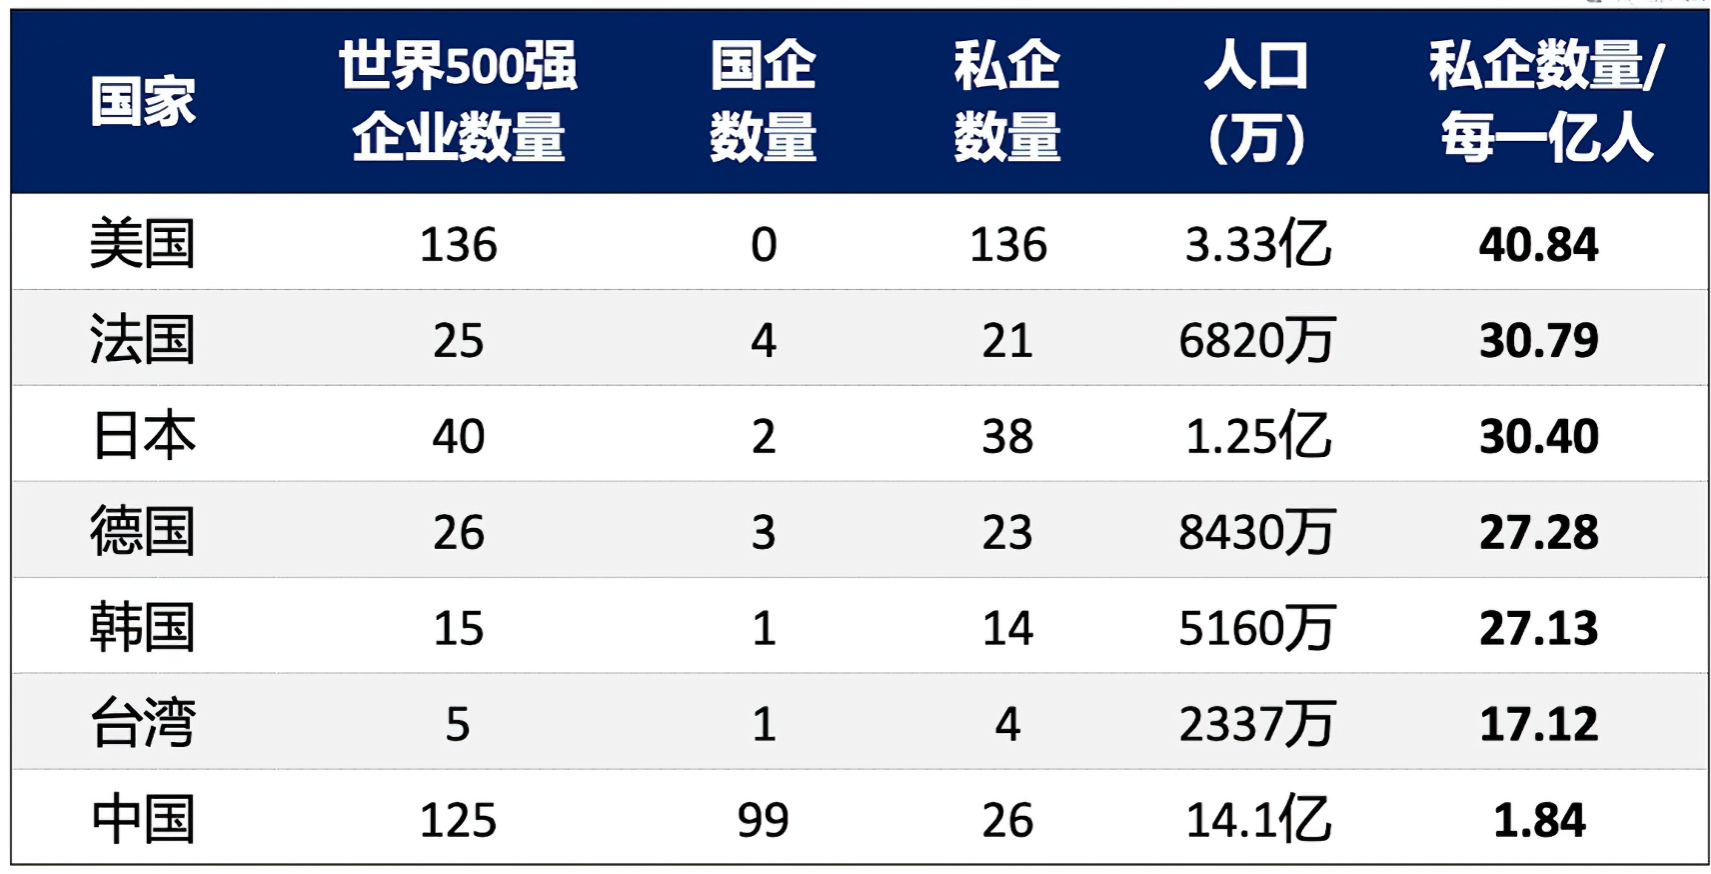 国家 世界500强企业数量 国企数量 私企数量 人口(万) 私企数量/每一亿人
美国 136 0 136 3.33亿 40.84
法国 25 4 21 6820万 30.79
日本 40 2 38 1.25亿 30.40
德国 26 3 23 8430万 27.28
韩国 15 1 14 5160万 27.13
台湾 5 1 4 2337万 17.12
中国 125 99 26 14.1亿 1.84